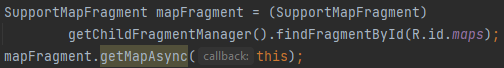 SupportMapFragment mapFragment = (SupportMapFragment)
getChildFragmentManager().findFragmentById(R.id.maps);
mapFragment.getMapAsync( callback: this);